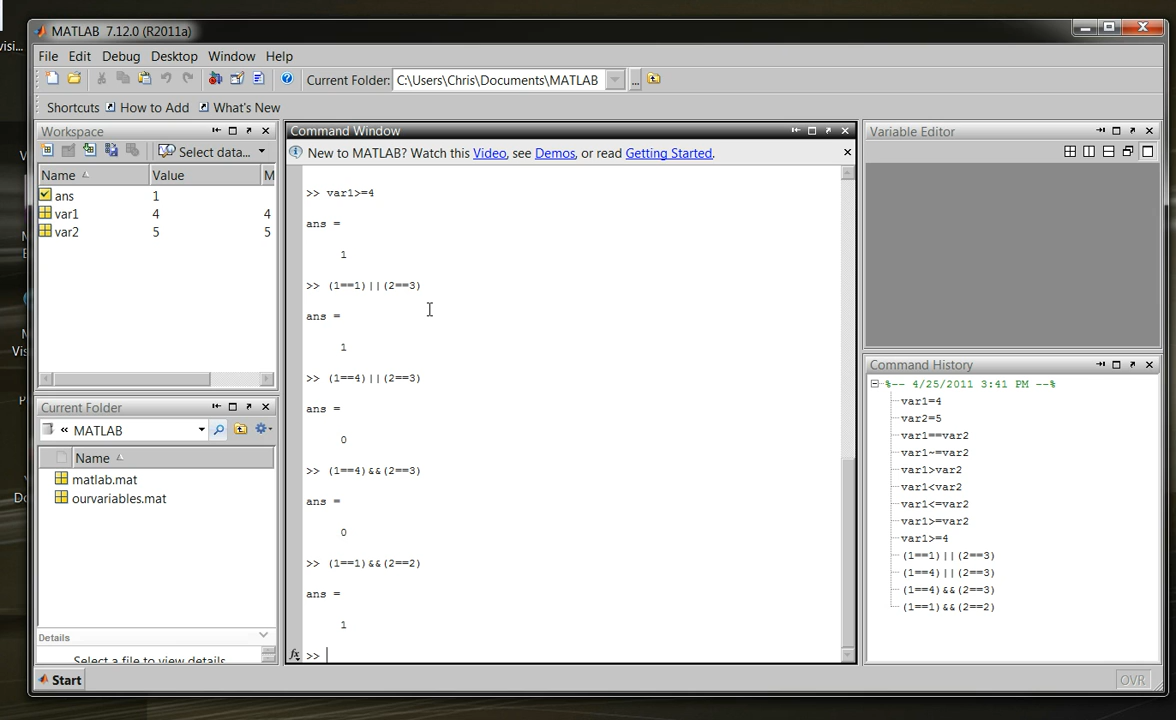 MATLAB 7.12.0 (R2011a)
File Edit Debug Desktop Window Help
Current Folder: C:\Users\Chris\Documents\MATLAB
...
Shortcuts How to Add What's New
Workspace
Select data...
Name Value M
ans 1
var1 4 4
var2 5 5
Current Folder
« MATLAB
Name
matlab.mat
ourvariables.mat
Details
Select a file to view details
Command Window
New to MATLAB? Watch this Video, see Demos, or read Getting Started.
>> var1>=4
ans =
1
>> (1==1)||(2==3)
ans =
1
>> (1==4)||(2==3)
ans =
0
>> (1==4)&&(2==3)
ans =
0
>> (1==1)&&(2==2)
ans =
1
fx >>
Variable Editor
Command History
%-- 4/25/2011 3:41 PM --%
var1=4
var2=5
var1==var2
var1~=var2
var1>var2
var1<var2
var1<=var2
var1>=var2
var1>=4
(1==1)||(2==3)
(1==4)||(2==3)
(1==4)&&(2==3)
(1==1)&&(2==2)
Start
OVR